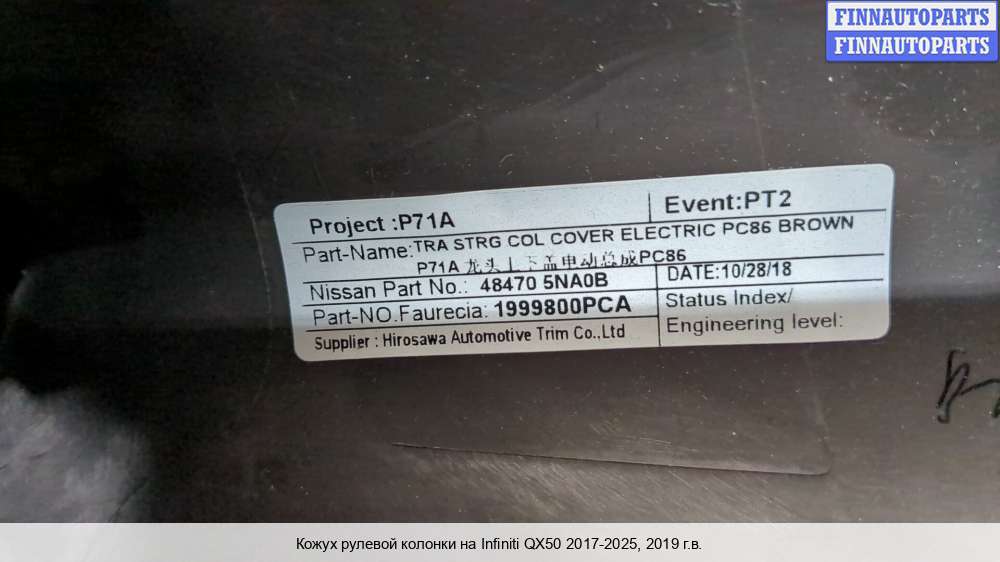 FINNAUTOPARTS
FINNAUTOPARTS
Project :P71A
Event:PT2
Part-Name:TRA STRG COL COVER ELECTRIC PC86 BROWN
P71A 龙头上下盖电动总成PC86
Nissan Part No.: 48470 5NA0B
DATE:10/28/18
Part-NO.Faurecia: 1999800PCA
Status Index/
Engineering level:
Supplier : Hirosawa Automotive Trim Co.,Ltd
Кожух рулевой колонки на Infiniti QX50 2017-2025, 2019 г.в.